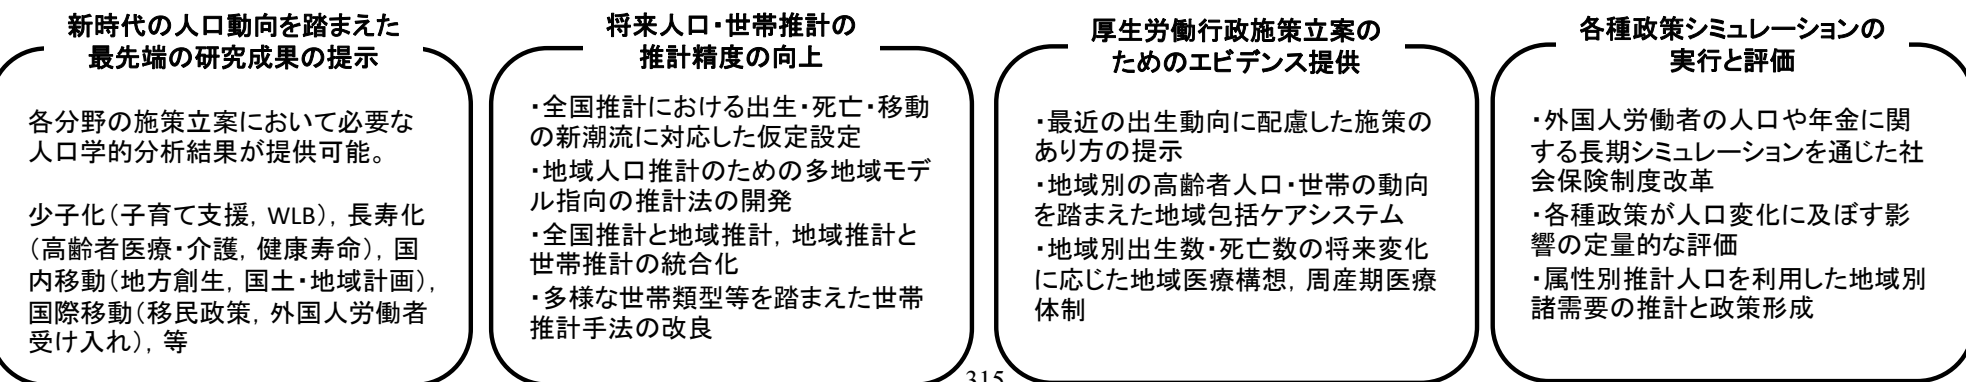 新時代の人口動向を踏まえた
最先端の研究成果の提示
各分野の施策立案において必要な
人口学的分析結果が提供可能。
少子化(子育て支援, WLB), 長寿化
(高齢者医療・介護, 健康寿命), 国
内移動(地方創生, 国土・地域計画),
国際移動(移民政策, 外国人労働者
受け入れ), 等
将来人口・世帯推計の
推計精度の向上
・全国推計における出生・死亡・移動
の新潮流に対応した仮定設定
・地域人口推計のための多地域モデ
ル指向の推計法の開発
・全国推計と地域推計, 地域推計と
世帯推計の統合化
・多様な世帯類型等を踏まえた世帯
推計手法の改良
厚生労働行政施策立案の
ためのエビデンス提供
・最近の出生動向に配慮した施策の
あり方の提示
・地域別の高齢者人口・世帯の動向
を踏まえた地域包括ケアシステム
・地域別出生数・死亡数の将来変化
に応じた地域医療構想, 周産期医療
体制
各種政策シミュレーションの
実行と評価
・外国人労働者の人口や年金に関
する長期シミュレーションを通じた社
会保険制度改革
・各種政策が人口変化に及ぼす影
響の定量的な評価
・属性別推計人口を利用した地域別
諸需要の推計と政策形成
315